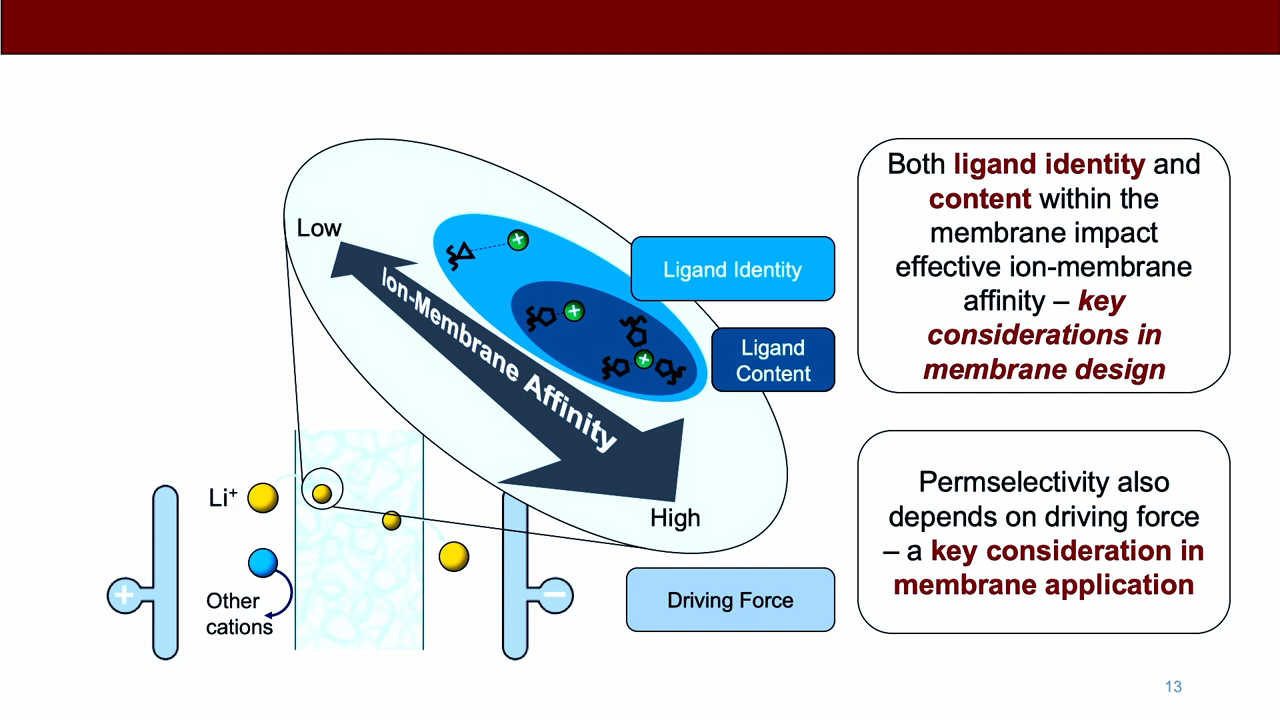 Low
Ion-Membrane Affinity
High
Ligand Identity
Ligand
Content
Li⁺
+
Other
cations
−
Driving Force
Both ligand identity and
content within the
membrane impact
effective ion-membrane
affinity – key
considerations in
membrane design
Permselectivity also
depends on driving force
– a key consideration in
membrane application
13